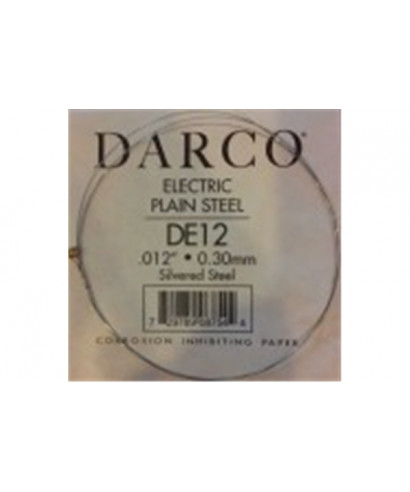 DARCO®
ELECTRIC
PLAIN STEEL
DE12
.012" • 0.30mm
Silvered Steel
CORROSION INHIBITING PAPER